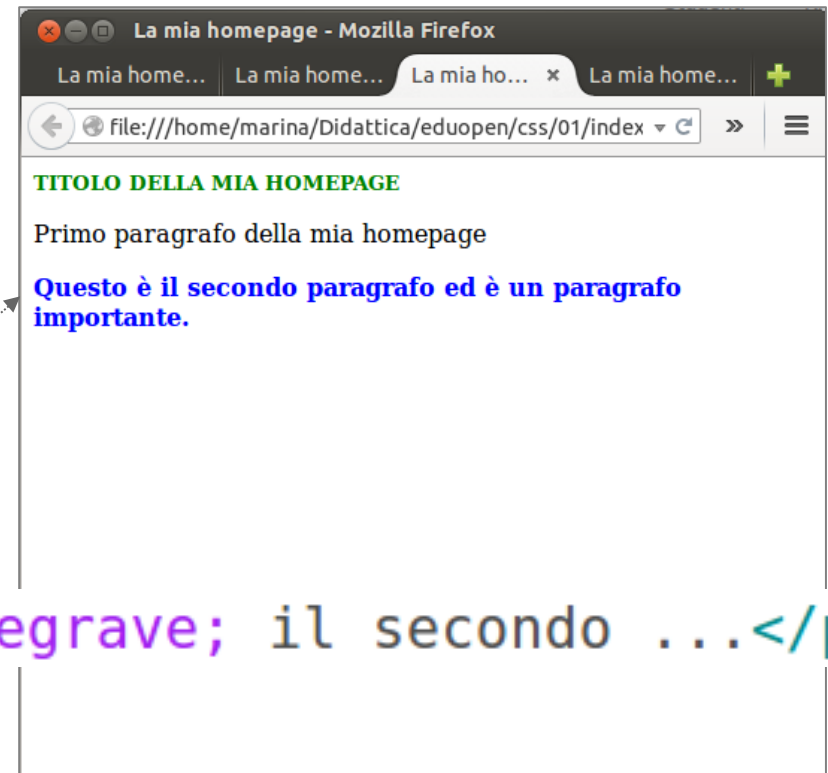 La mia homepage - Mozilla Firefox
La mia home... La mia home... La mia ho... × La mia home...
file:///home/marina/Didattica/eduopen/css/01/index
TITOLO DELLA MIA HOMEPAGE
Primo paragrafo della mia homepage
Questo è il secondo paragrafo ed è un paragrafo
importante.
egrave; il secondo ...</p